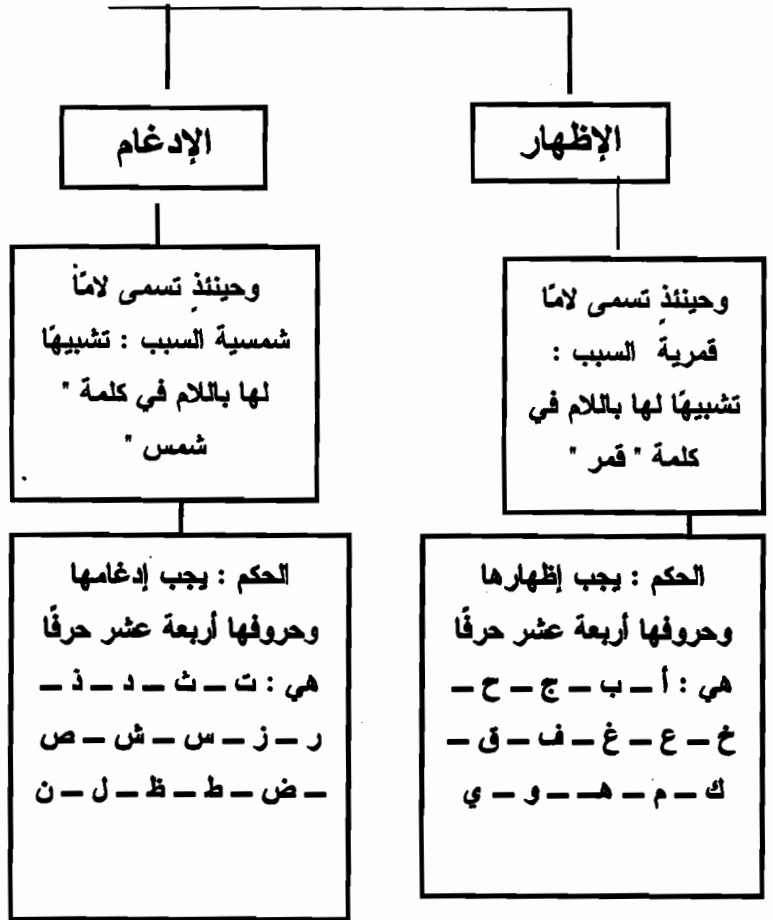 الإظهار
وحينئذٍ تسمى لامًا
قمرية السبب :
تشبيهًا لها باللام في
كلمة " قمر "
الحكم : يجب إظهارها
وحروفها أربعة عشر حرفًا
هي : أ – ب – ج – ح –
خ – ع – غ – ف – ق –
ك – م – هـ – و – ي
الإدغام
وحينئذٍ تسمى لامًا
شمسية السبب : تشبيهًا
لها باللام في كلمة "
شمس "
الحكم : يجب إدغامها
وحروفها أربعة عشر حرفًا
هي : ت – ث – د – ذ –
ر – ز – س – ش – ص
– ض – ط – ظ – ل – ن